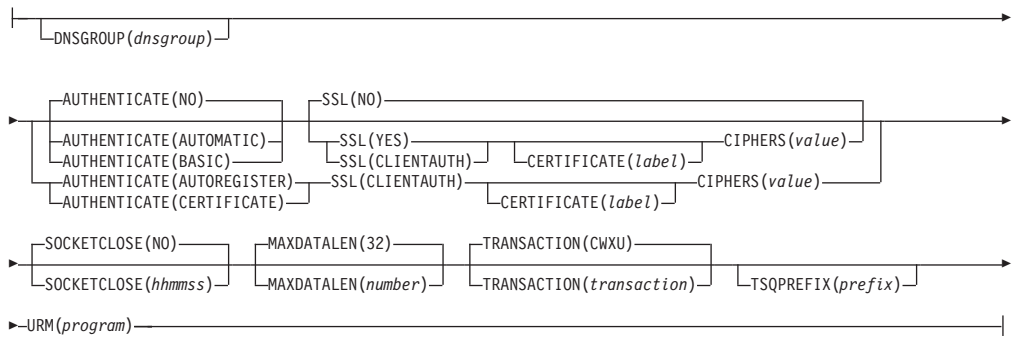 DNSGROUP(dnsgroup)
AUTHENTICATE(NO) SSL(NO)
AUTHENTICATE(AUTOMATIC) SSL(YES) CIPHERS(value)
AUTHENTICATE(BASIC) SSL(CLIENTAUTH) CERTIFICATE(label)
AUTHENTICATE(AUTOREGISTER) SSL(CLIENTAUTH) CIPHERS(value)
AUTHENTICATE(CERTIFICATE) CERTIFICATE(label)
SOCKETCLOSE(NO) MAXDATALEN(32) TRANSACTION(CWXU)
SOCKETCLOSE(hhmmss) MAXDATALEN(number) TRANSACTION(transaction) TSQPREFIX(prefix)
URM(program)